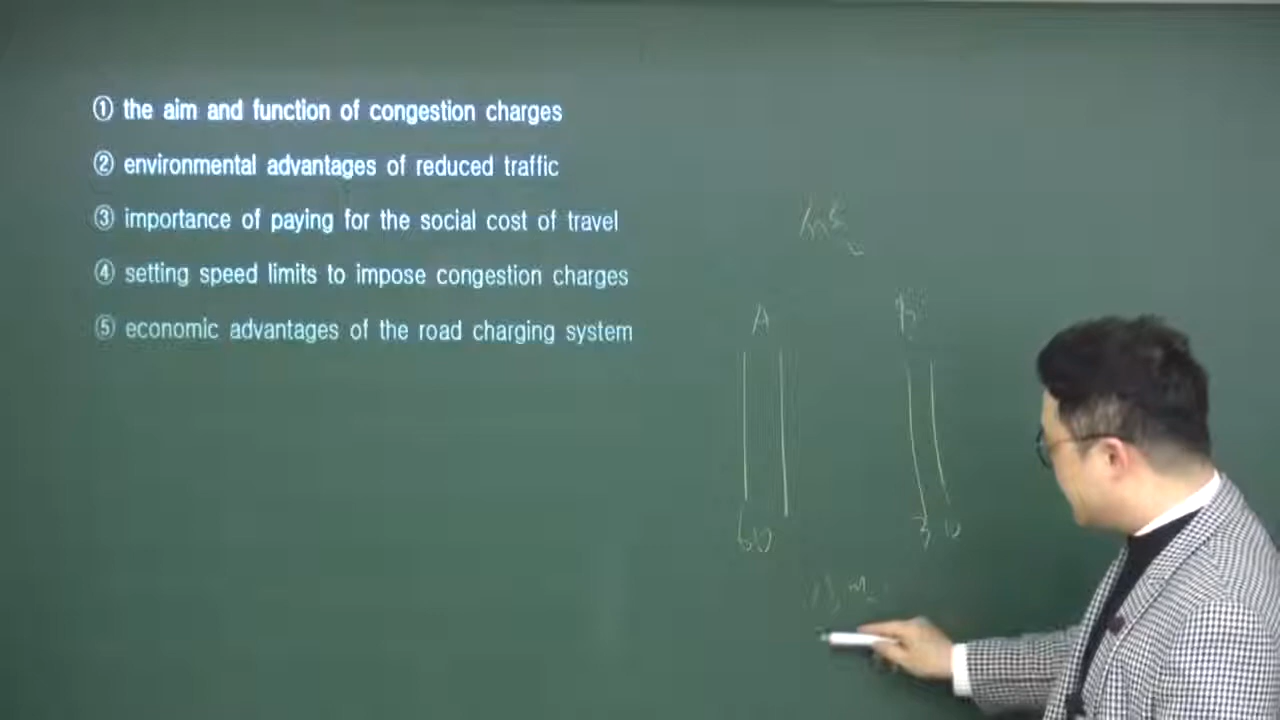 ① the aim and function of congestion charges
② environmental advantages of reduced traffic
③ importance of paying for the social cost of travel
④ setting speed limits to impose congestion charges
⑤ economic advantages of the road charging system
A
60 30